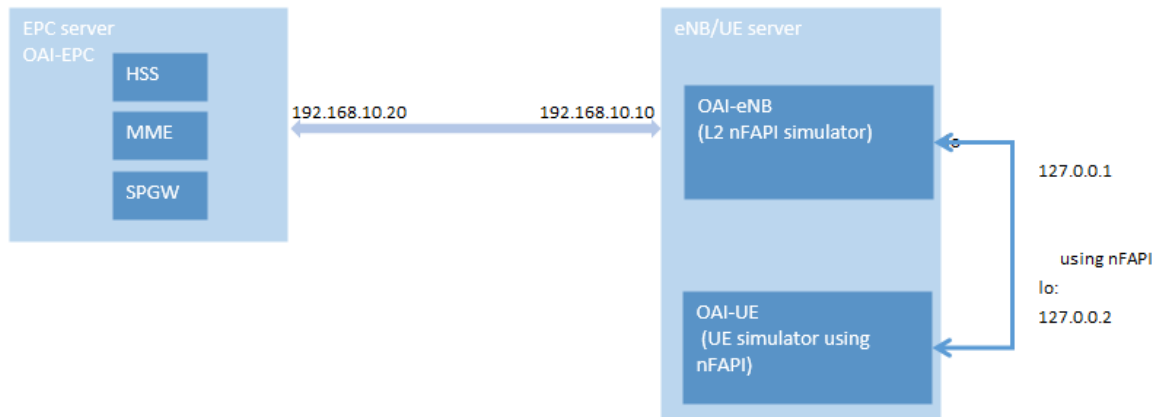 EPC server
OAI-EPC
HSS
MME
SPGW
192.168.10.20
192.168.10.10
eNB/UE server
OAI-eNB
(L2 nFAPI simulator)
127.0.0.1
using nFAPI
lo:
127.0.0.2
OAI-UE
(UE simulator using
nFAPI)